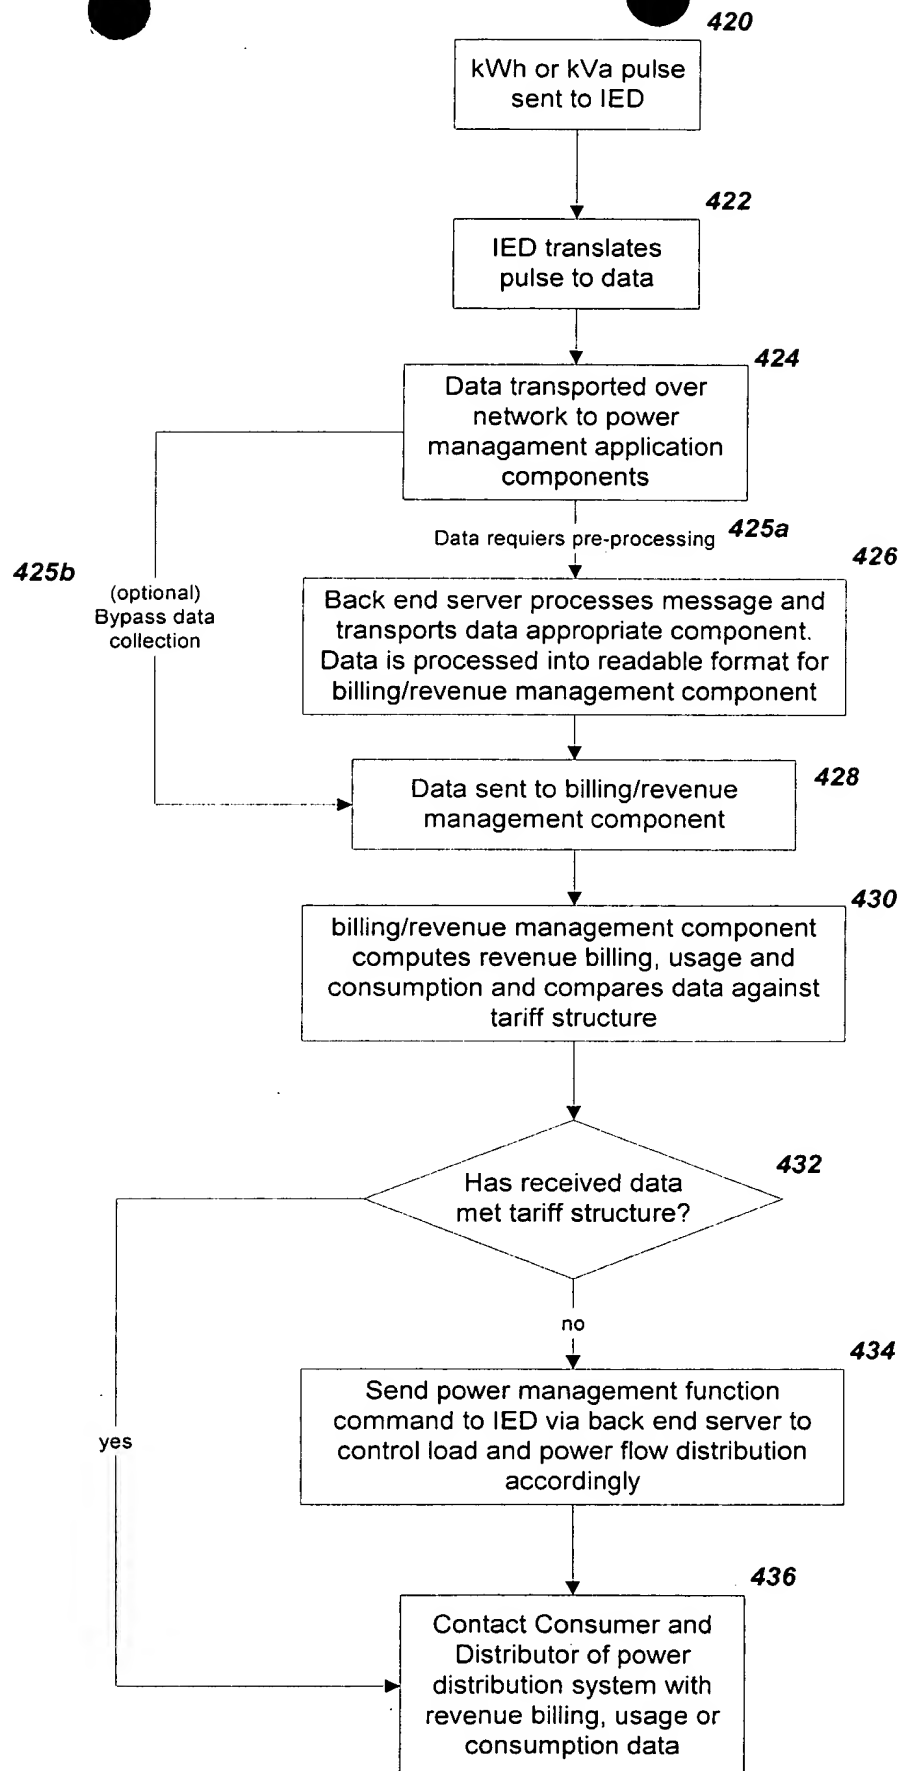 420
kWh or kVa pulse
sent to IED
422
IED translates
pulse to data
424
Data transported over
network to power
managament application
components
Data requiers pre-processing 425a
425b
(optional)
Bypass data
collection
426
Back end server processes message and
transports data appropriate component.
Data is processed into readable format for
billing/revenue management component
428
Data sent to billing/revenue
management component
430
billing/revenue management component
computes revenue billing, usage and
consumption and compares data against
tariff structure
432
Has received data
met tariff structure?
no
yes
434
Send power management function
command to IED via back end server to
control load and power flow distribution
accordingly
436
Contact Consumer and
Distributor of power
distribution system with
revenue billing, usage or
consumption data